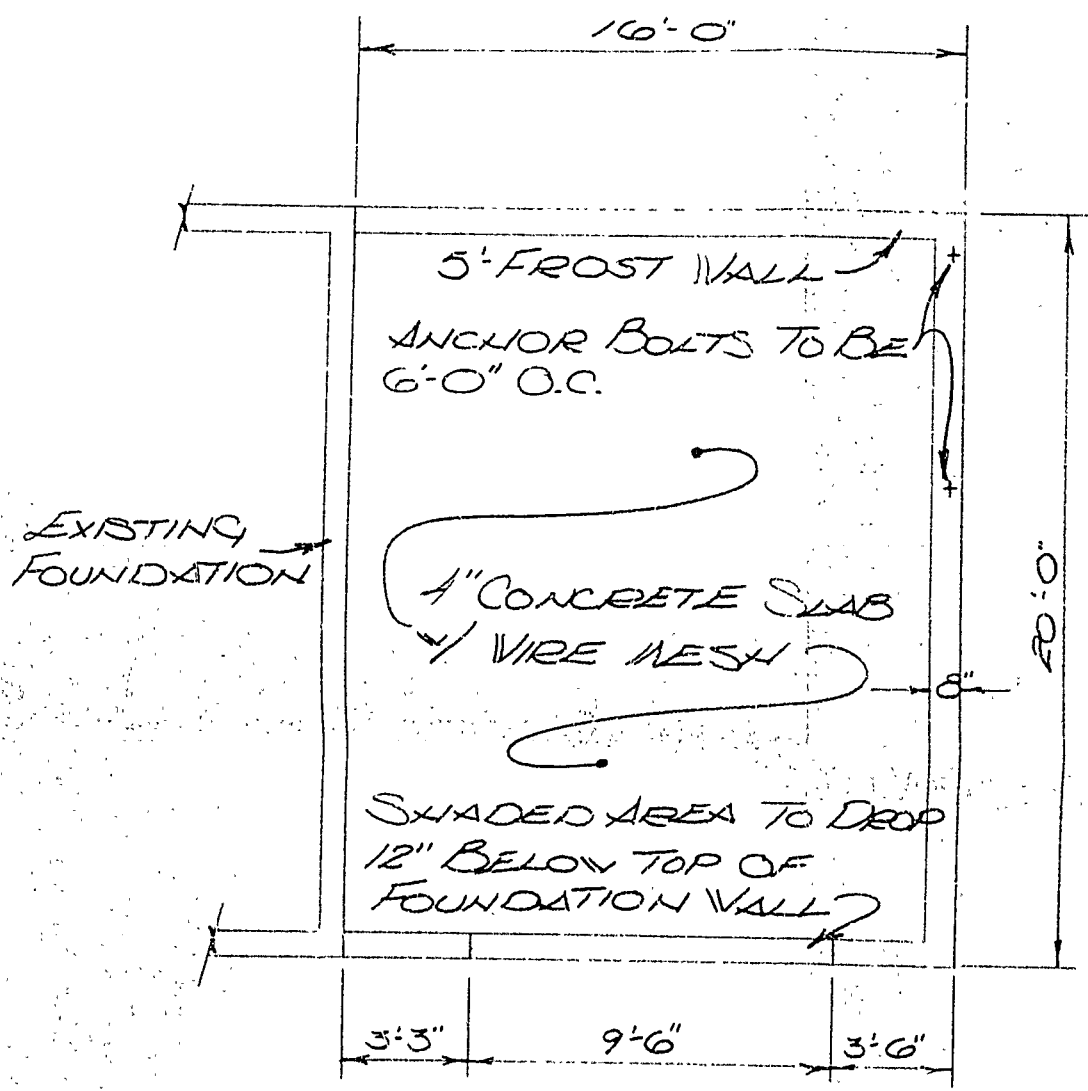 16'-0"
5'-FROST WALL
ANCHOR BOLTS TO BE
6'-0" O.C.
EXISTING
FOUNDATION
4" CONCRETE SLAB
W/ WIRE MESH
20'-0"
8"
SHADED AREA TO DROP
12" BELOW TOP OF
FOUNDATION WALL
3'-3"
9'-6"
3'-6"